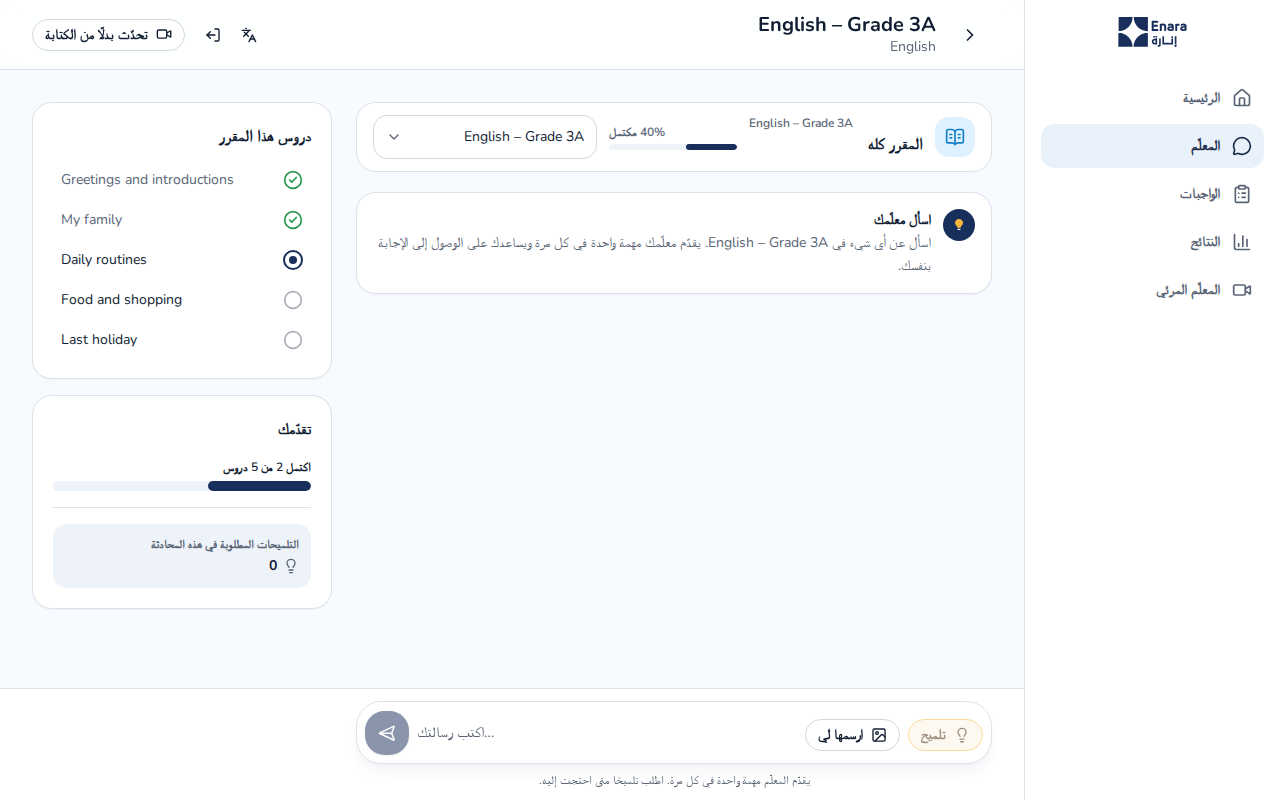 Enara
إنارة
الرئيسية
المعلّم
الواجبات
النتائج
المعلّم المرئي
English – Grade 3A
English
تحدّث بدلًا من الكتابة
English – Grade 3A
المقرر كله
40% مكتمل
English – Grade 3A
اسأل معلّمك
اسأل عن أي شيء في English – Grade 3A. يقدّم معلّمك مهمة واحدة في كل مرة ويساعدك على الوصول إلى الإجابة
بنفسك.
دروس هذا المقرر
Greetings and introductions
My family
Daily routines
Food and shopping
Last holiday
تقدّمك
اكتمل 2 من 5 دروس
التلميحات المطلوبة في هذه المحادثة
0
تلميح
ارسمها لي
اكتب رسالتك...
يقدّم المعلّم مهمة واحدة في كل مرة. اطلب تلميحًا متى احتجت إليه.